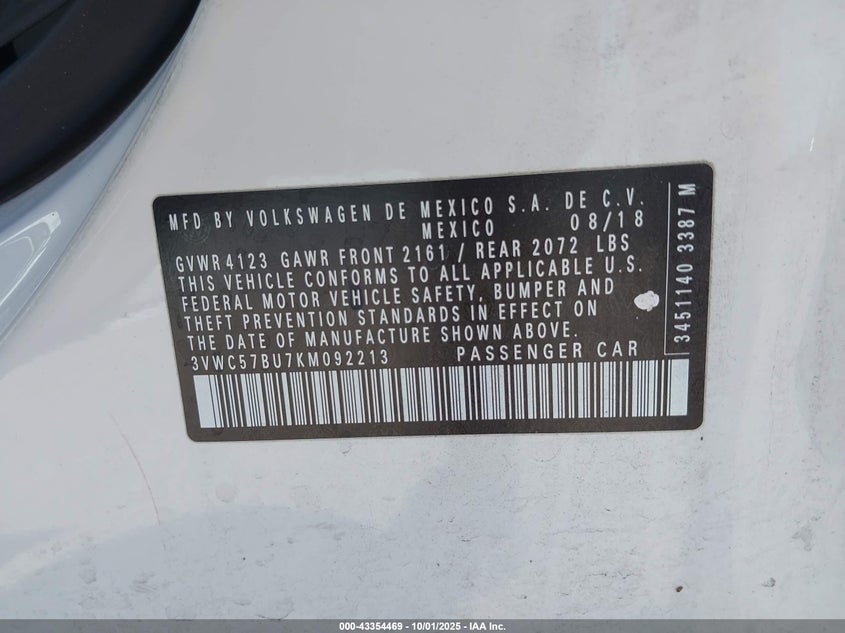 MFD BY VOLKSWAGEN DE MEXICO S.A. DE C.V.
MEXICO 08/18
GVWR 4123 GAWR FRONT 2161 / REAR 2072 LBS
THIS VEHICLE CONFORMS TO ALL APPLICABLE U.S.
FEDERAL MOTOR VEHICLE SAFETY, BUMPER AND
THEFT PREVENTION STANDARDS IN EFFECT ON
THE DATE OF MANUFACTURE SHOWN ABOVE.
3VWC57BU7KM092213 PASSENGER CAR
3451140 3387 M
000-43354469 - 10/01/2025 - IAA Inc.